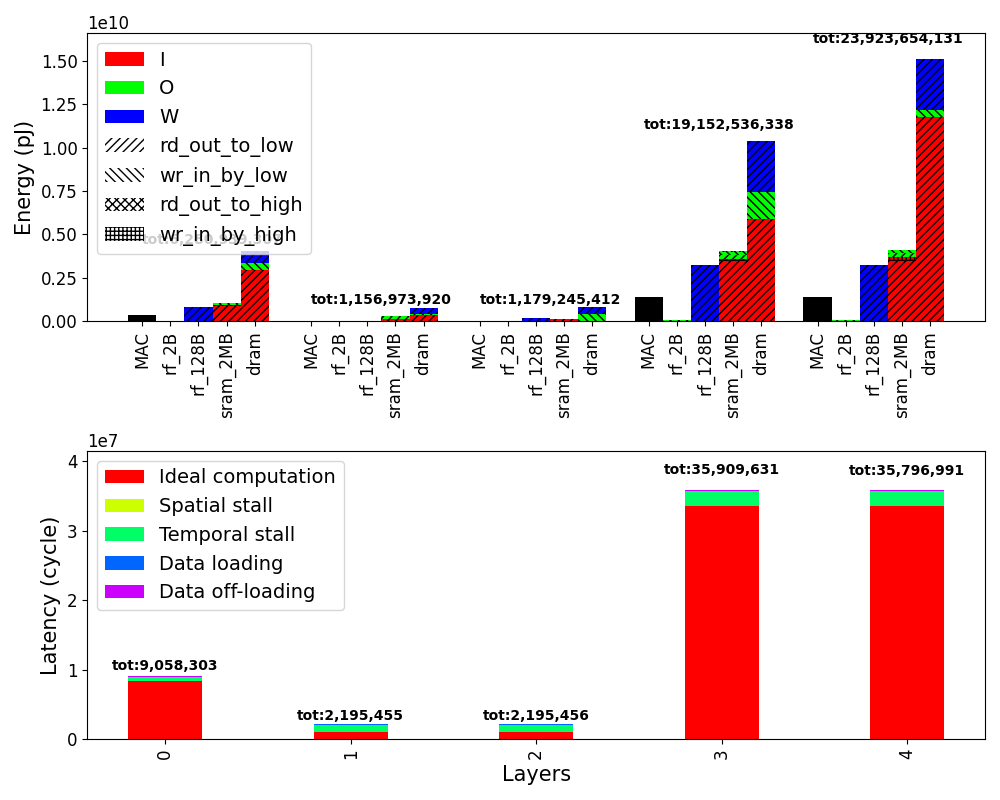 1e10
Energy (pJ)
1.50
1.25
1.00
0.75
0.50
0.25
0.00
I
O
W
rd_out_to_low
wr_in_by_low
rd_out_to_high
wr_in_by_high
tot:1,156,973,920
tot:1,179,245,412
tot:19,152,536,338
tot:23,923,654,131
MAC rf_2B rf_128B sram_2MB dram
MAC rf_2B rf_128B sram_2MB dram
MAC rf_2B rf_128B sram_2MB dram
MAC rf_2B rf_128B sram_2MB dram
MAC rf_2B rf_128B sram_2MB dram
1e7
Latency (cycle)
4
3
2
1
0
Ideal computation
Spatial stall
Temporal stall
Data loading
Data off-loading
tot:9,058,303
tot:2,195,455
tot:2,195,456
tot:35,909,631
tot:35,796,991
0 1 2 3 4
Layers